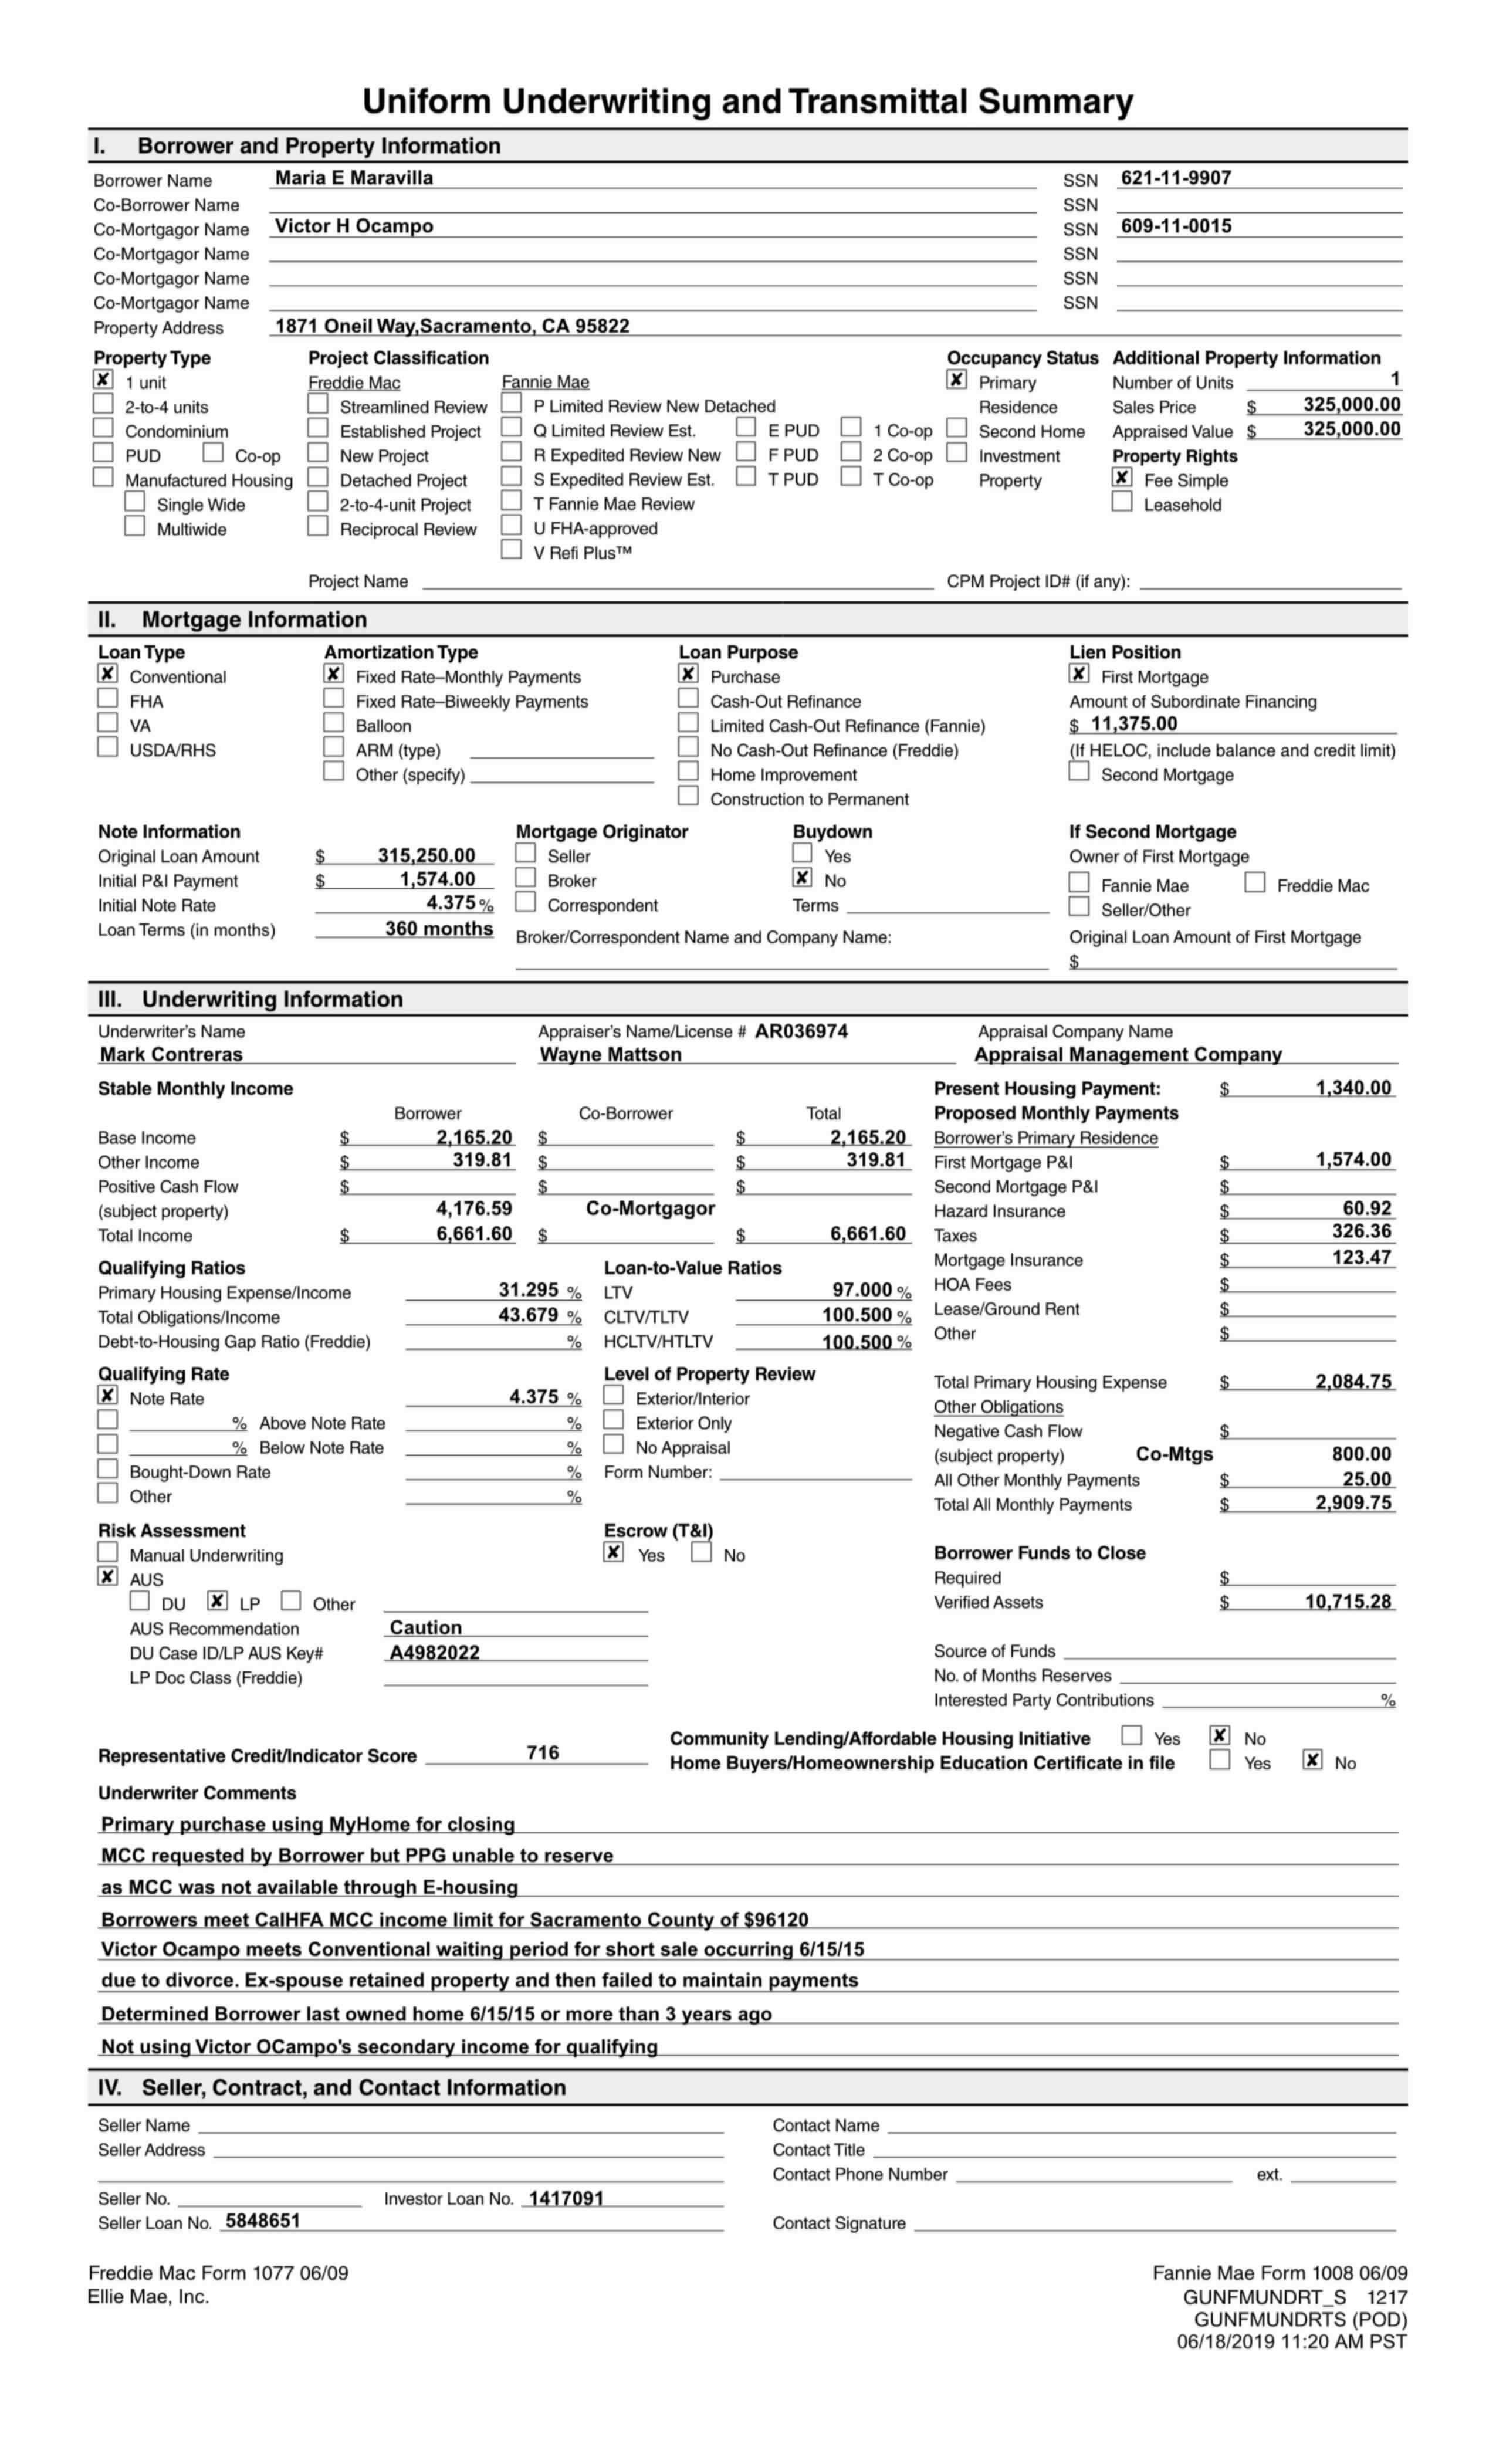 Uniform Underwriting and Transmittal Summary
I. Borrower and Property Information
Borrower Name Maria E Maravilla SSN 621-11-9907
Co-Borrower Name SSN
Co-Mortgagor Name Victor H Ocampo SSN 609-11-0015
Co-Mortgagor Name SSN
Co-Mortgagor Name SSN
Co-Mortgagor Name SSN
Property Address 1871 Oneil Way,Sacramento, CA 95822
Property Type Project Classification Occupancy Status Additional Property Information
✘ 1 unit Freddie Mac Fannie Mae ✘ Primary Number of Units 1
2-to-4 units Streamlined Review P Limited Review New Detached Residence Sales Price $ 325,000.00
Condominium Established Project Q Limited Review Est. E PUD 1 Co-op Second Home Appraised Value $ 325,000.00
PUD Co-op New Project R Expedited Review New F PUD 2 Co-op Investment Property Rights
Manufactured Housing Detached Project S Expedited Review Est. T PUD T Co-op Property ✘ Fee Simple
Single Wide 2-to-4-unit Project T Fannie Mae Review Leasehold
Multiwide Reciprocal Review U FHA-approved
V Refi Plus™
Project Name CPM Project ID# (if any):
II. Mortgage Information
Loan Type Amortization Type Loan Purpose Lien Position
✘ Conventional ✘ Fixed Rate–Monthly Payments ✘ Purchase ✘ First Mortgage
FHA Fixed Rate–Biweekly Payments Cash-Out Refinance Amount of Subordinate Financing
VA Balloon Limited Cash-Out Refinance (Fannie) $ 11,375.00
USDA/RHS ARM (type) No Cash-Out Refinance (Freddie) (If HELOC, include balance and credit limit)
Other (specify) Home Improvement Second Mortgage
Construction to Permanent
Note Information Mortgage Originator Buydown If Second Mortgage
Original Loan Amount $ 315,250.00 Seller Yes Owner of First Mortgage
Initial P&I Payment $ 1,574.00 Broker ✘ No Fannie Mae Freddie Mac
Initial Note Rate 4.375 % Correspondent Terms Seller/Other
Loan Terms (in months) 360 months Broker/Correspondent Name and Company Name: Original Loan Amount of First Mortgage
$
III. Underwriting Information
Underwriter's Name Appraiser's Name/License # AR036974 Appraisal Company Name
Mark Contreras Wayne Mattson Appraisal Management Company
Stable Monthly Income Present Housing Payment: $ 1,340.00
Borrower Co-Borrower Total Proposed Monthly Payments
Base Income $ 2,165.20 $ $ 2,165.20 Borrower's Primary Residence
Other Income $ 319.81 $ $ 319.81 First Mortgage P&I $ 1,574.00
Positive Cash Flow $ $ $ Second Mortgage P&I $
(subject property) 4,176.59 Co-Mortgagor Hazard Insurance $ 60.92
Total Income $ 6,661.60 $ $ 6,661.60 Taxes $ 326.36
Qualifying Ratios Loan-to-Value Ratios Mortgage Insurance $ 123.47
Primary Housing Expense/Income 31.295 % LTV 97.000 % HOA Fees $
Total Obligations/Income 43.679 % CLTV/TLTV 100.500 % Lease/Ground Rent $
Debt-to-Housing Gap Ratio (Freddie) % HCLTV/HTLTV 100.500 % Other $
Qualifying Rate Level of Property Review Total Primary Housing Expense $ 2,084.75
✘ Note Rate 4.375 % Exterior/Interior Other Obligations
% Above Note Rate % Exterior Only Negative Cash Flow $
% Below Note Rate % No Appraisal (subject property) Co-Mtgs 800.00
Bought-Down Rate % Form Number: All Other Monthly Payments $ 25.00
Other % Total All Monthly Payments $ 2,909.75
Risk Assessment Escrow (T&I)
Manual Underwriting ✘ Yes No Borrower Funds to Close
✘ AUS Required $
DU ✘ LP Other Verified Assets $ 10,715.28
AUS Recommendation Caution
DU Case ID/LP AUS Key# A4982022 Source of Funds
LP Doc Class (Freddie) No. of Months Reserves
Interested Party Contributions %
Community Lending/Affordable Housing Initiative Yes ✘ No
Representative Credit/Indicator Score 716 Home Buyers/Homeownership Education Certificate in file Yes ✘ No
Underwriter Comments
Primary purchase using MyHome for closing
MCC requested by Borrower but PPG unable to reserve
as MCC was not available through E-housing
Borrowers meet CalHFA MCC income limit for Sacramento County of $96120
Victor Ocampo meets Conventional waiting period for short sale occurring 6/15/15
due to divorce. Ex-spouse retained property and then failed to maintain payments
Determined Borrower last owned home 6/15/15 or more than 3 years ago
Not using Victor OCampo's secondary income for qualifying
IV. Seller, Contract, and Contact Information
Seller Name Contact Name
Seller Address Contact Title
Contact Phone Number ext.
Seller No. Investor Loan No. 1417091
Seller Loan No. 5848651 Contact Signature
Freddie Mac Form 1077 06/09 Fannie Mae Form 1008 06/09
Ellie Mae, Inc. GUNFMUNDRT_S 1217
GUNFMUNDRTS (POD)
06/18/2019 11:20 AM PST